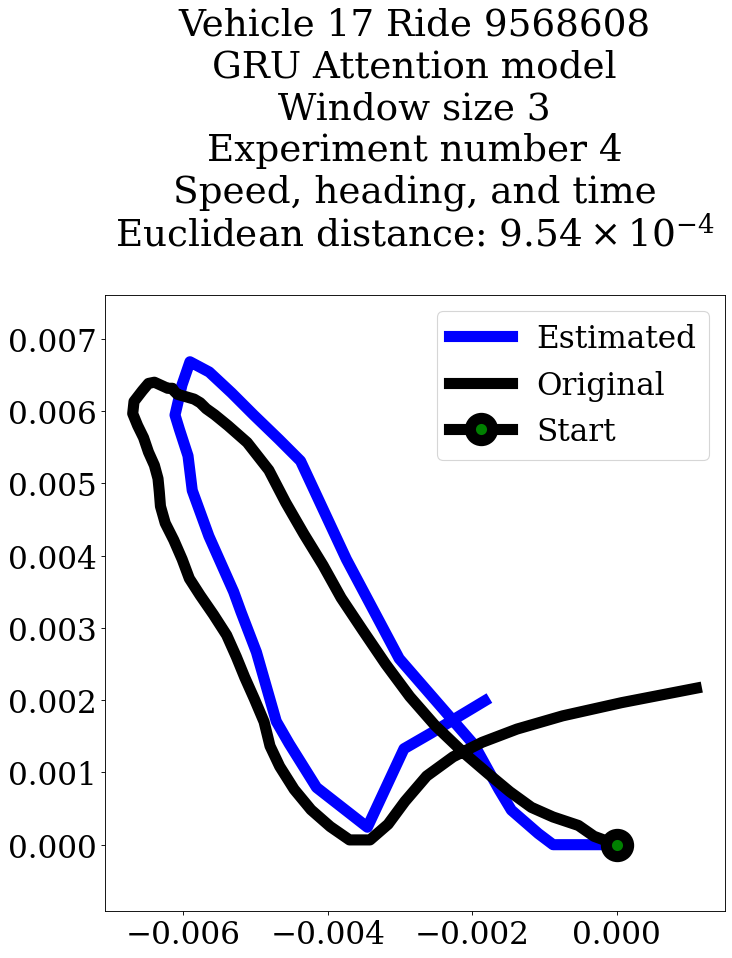 Vehicle 17 Ride 9568608
GRU Attention model
Window size 3
Experiment number 4
Speed, heading, and time
Euclidean distance: 9.54 × 10⁻⁴
Estimated
Original
Start
0.007
0.006
0.005
0.004
0.003
0.002
0.001
0.000
−0.006 −0.004 −0.002 0.000